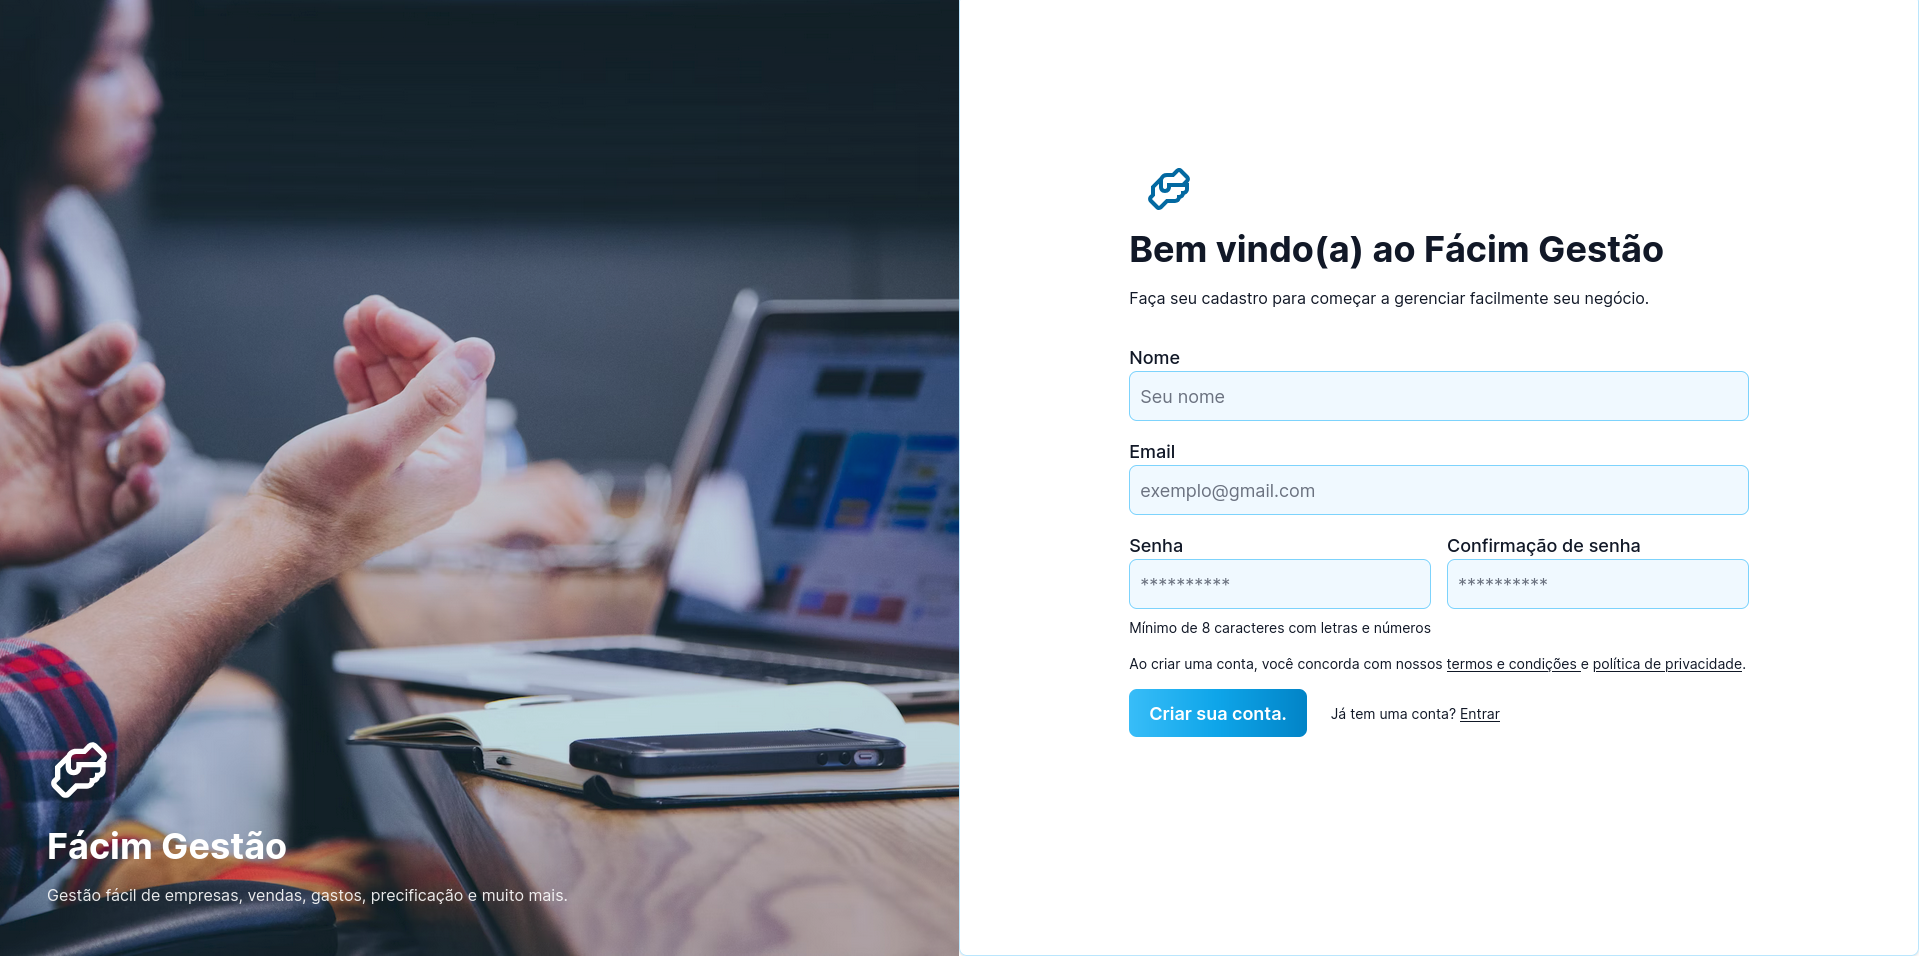 Fácim Gestão
Gestão fácil de empresas, vendas, gastos, precificação e muito mais.
Bem vindo(a) ao Fácim Gestão
Faça seu cadastro para começar a gerenciar facilmente seu negócio.
Nome
Seu nome
Email
exemplo@gmail.com
Senha
Confirmação de senha
**********
**********
Mínimo de 8 caracteres com letras e números
Ao criar uma conta, você concorda com nossos termos e condições e política de privacidade.
Criar sua conta.
Já tem uma conta? Entrar